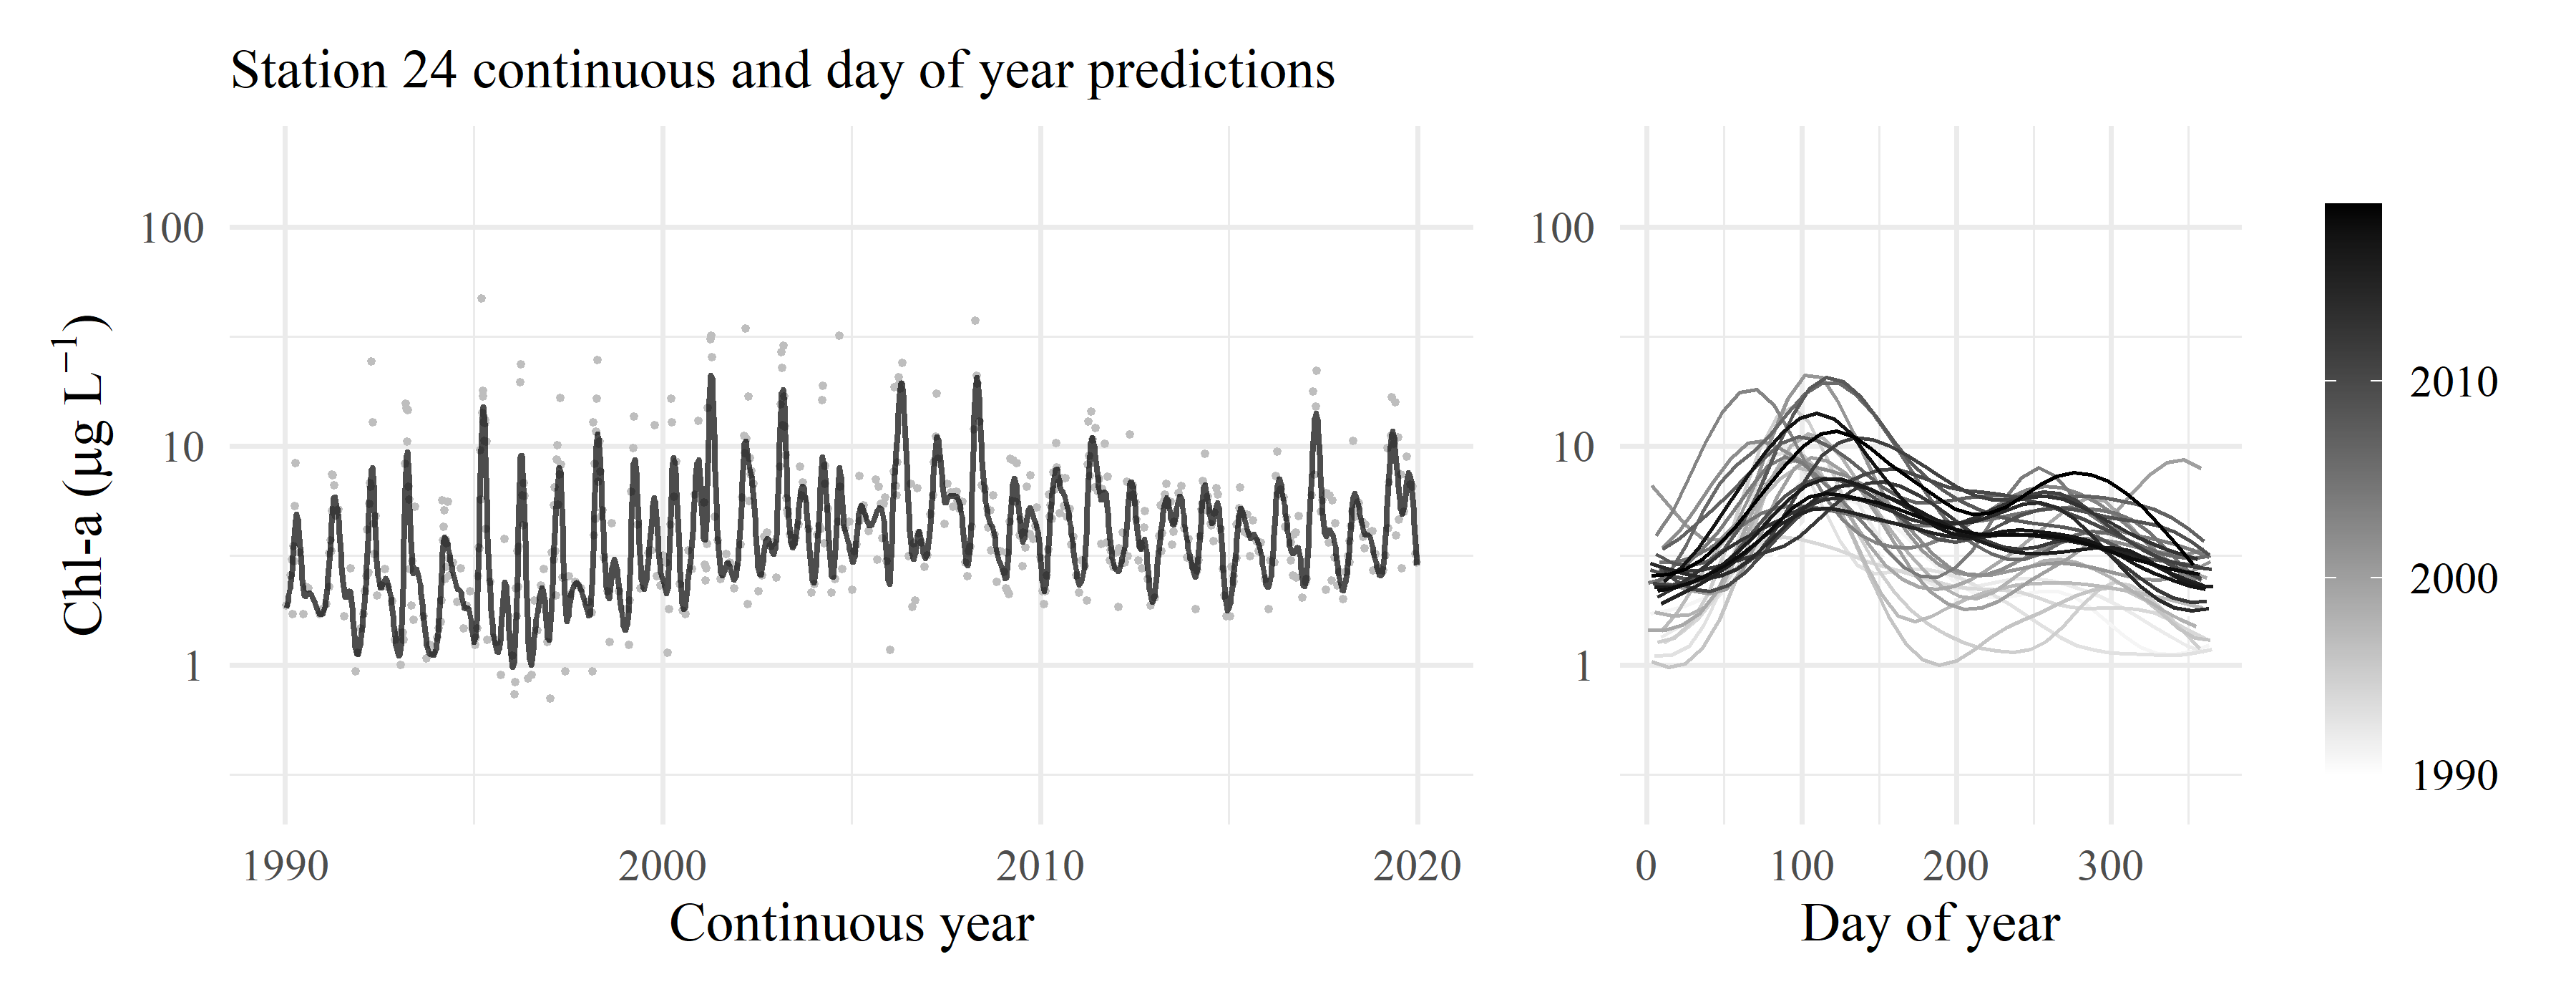 Station 24 continuous and day of year predictions
Chl-a (μg L⁻¹)
100
10
1
1990 2000 2010 2020
Continuous year
100
10
1
0 100 200 300
Day of year
2010
2000
1990